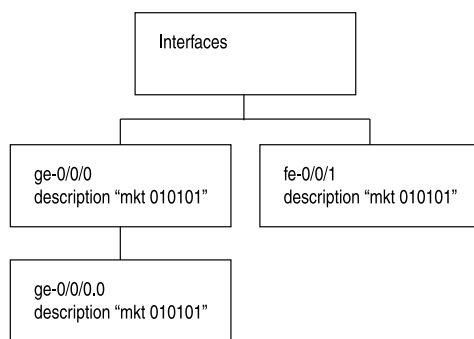 Interfaces
ge-0/0/0
description “mkt 010101”
fe-0/0/1
description “mkt 010101”
ge-0/0/0.0
description “mkt 010101”